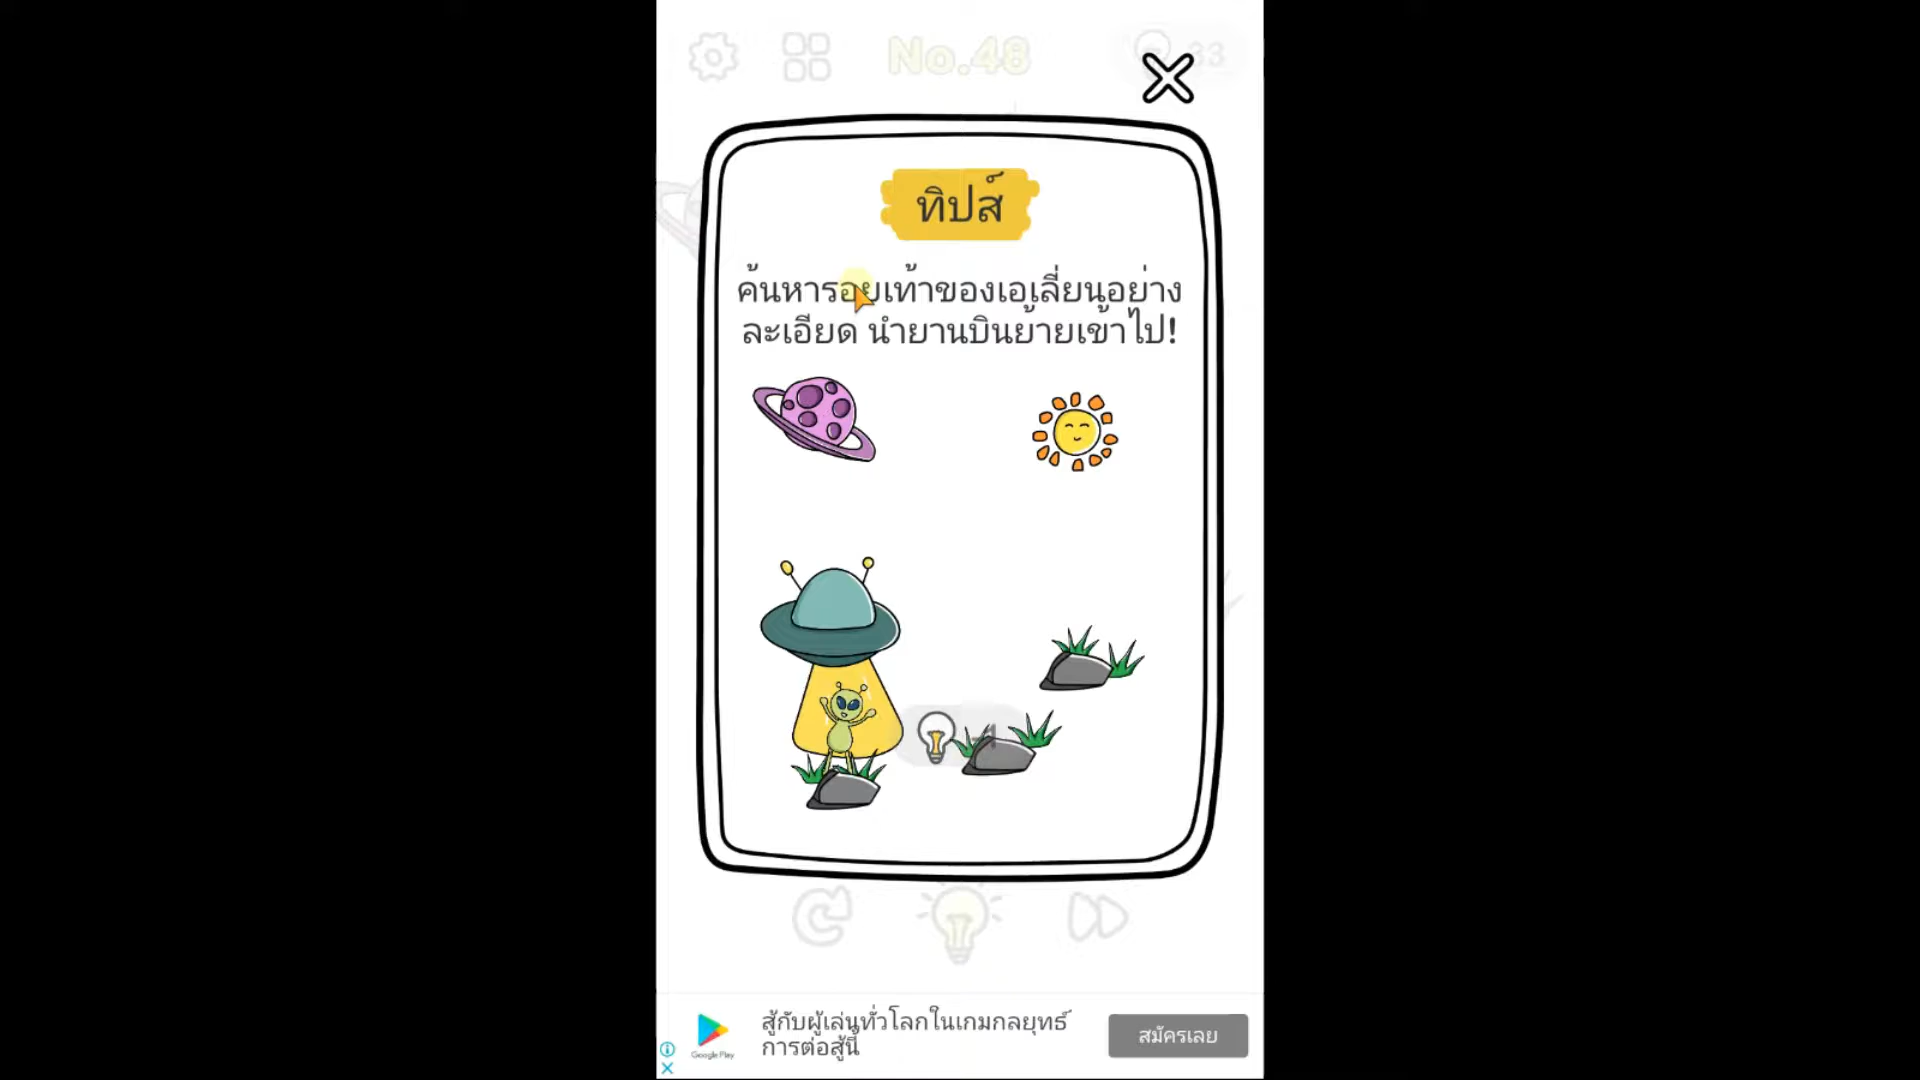 No.48
33
ทิปส์
ค้นหารอยเท้าของเอเลี่ยนอย่าง
ละเอียด นำยานบินย้ายเข้าไป!
-1
Google Play
สู้กับผู้เล่นทั่วโลกในเกมกลยุทธ์
การต่อสู้นี้
สมัครเลย